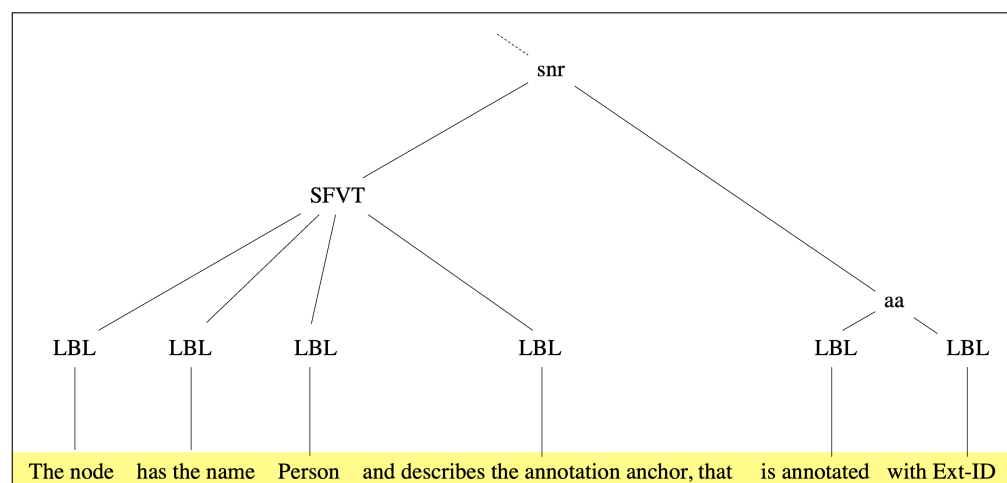 snr
SFVT
aa
LBL LBL LBL LBL LBL LBL
The node has the name Person and describes the annotation anchor, that is annotated with Ext-ID